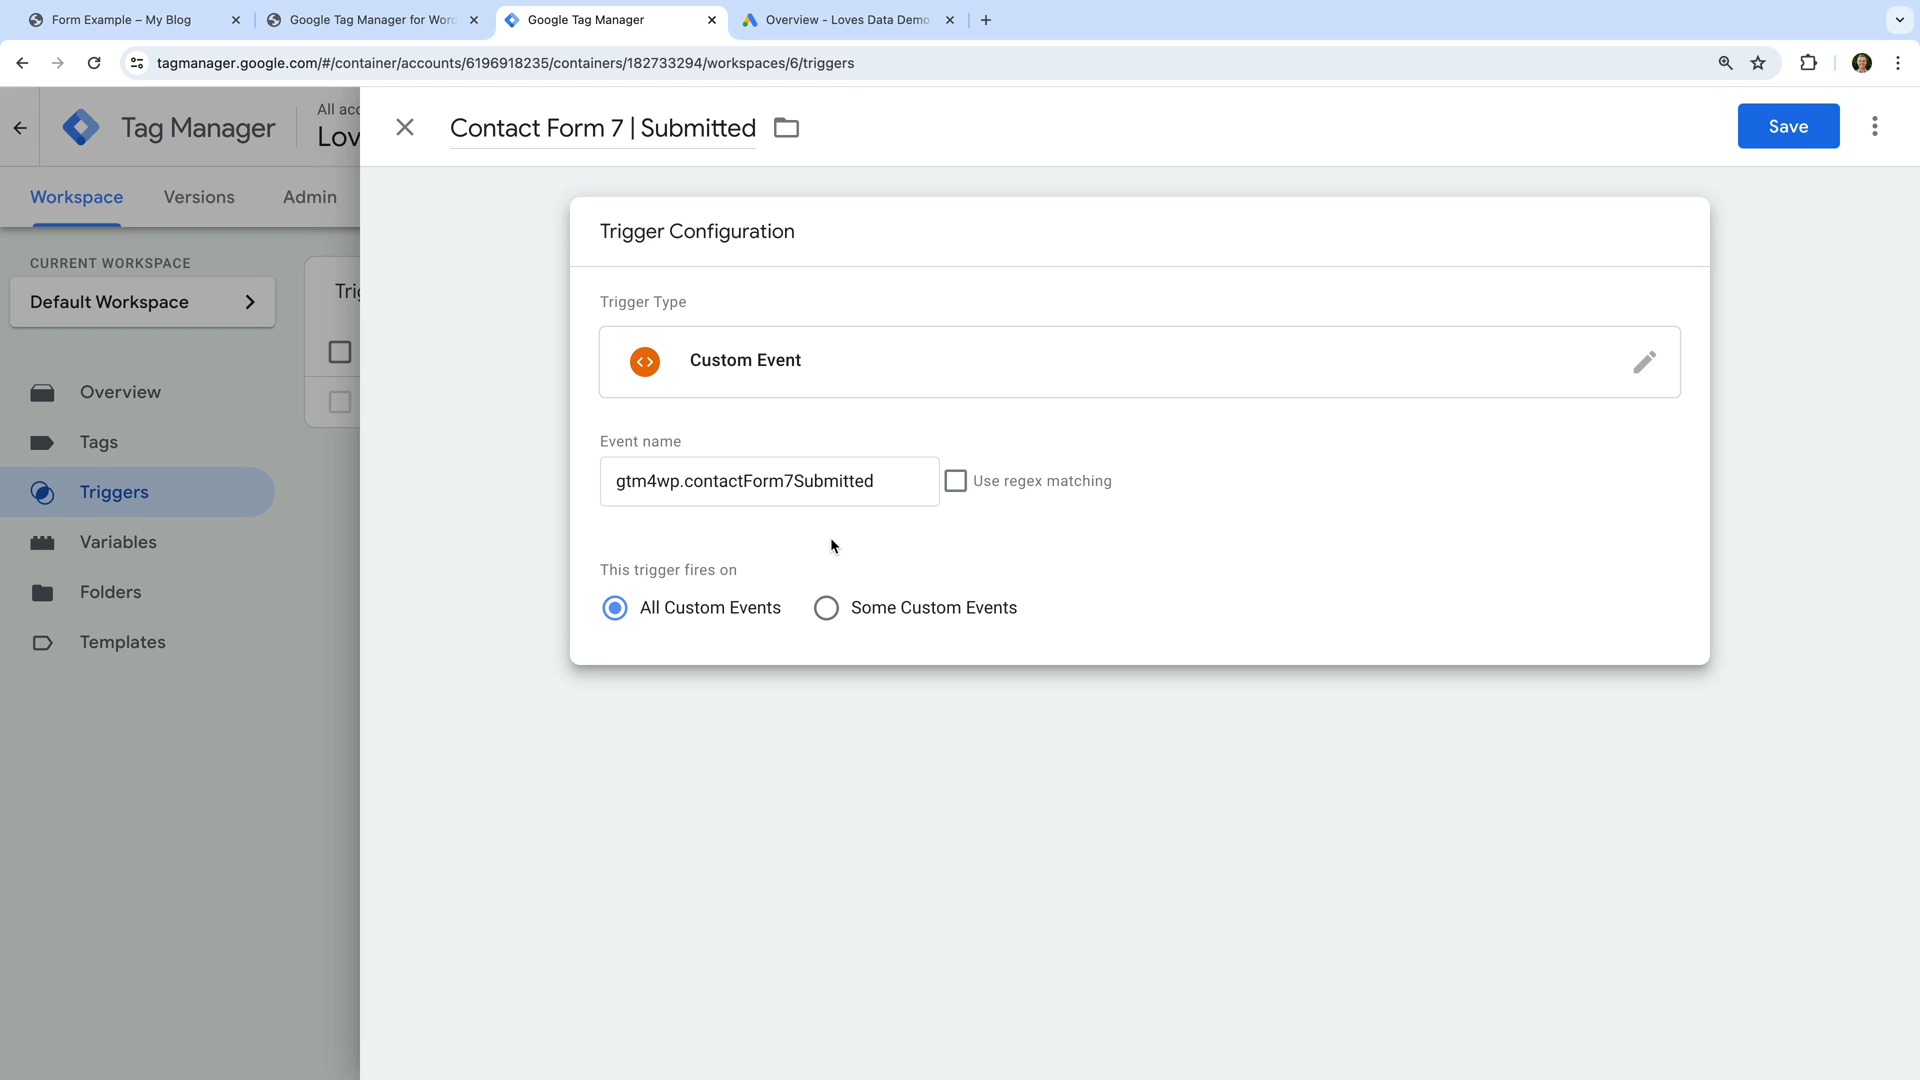 Form Example – My Blog
Google Tag Manager for Wor
Google Tag Manager
Overview - Loves Data Demo
tagmanager.google.com/#/container/accounts/6196918235/containers/182733294/workspaces/6/triggers
Tag Manager
All acc
Lov
Contact Form 7 | Submitted
Save
Workspace
Versions
Admin
Trigger Configuration
CURRENT WORKSPACE
Default Workspace
Trig
Trigger Type
Custom Event
Overview
Tags
Triggers
Variables
Folders
Templates
Event name
gtm4wp.contactForm7Submitted
Use regex matching
This trigger fires on
All Custom Events
Some Custom Events